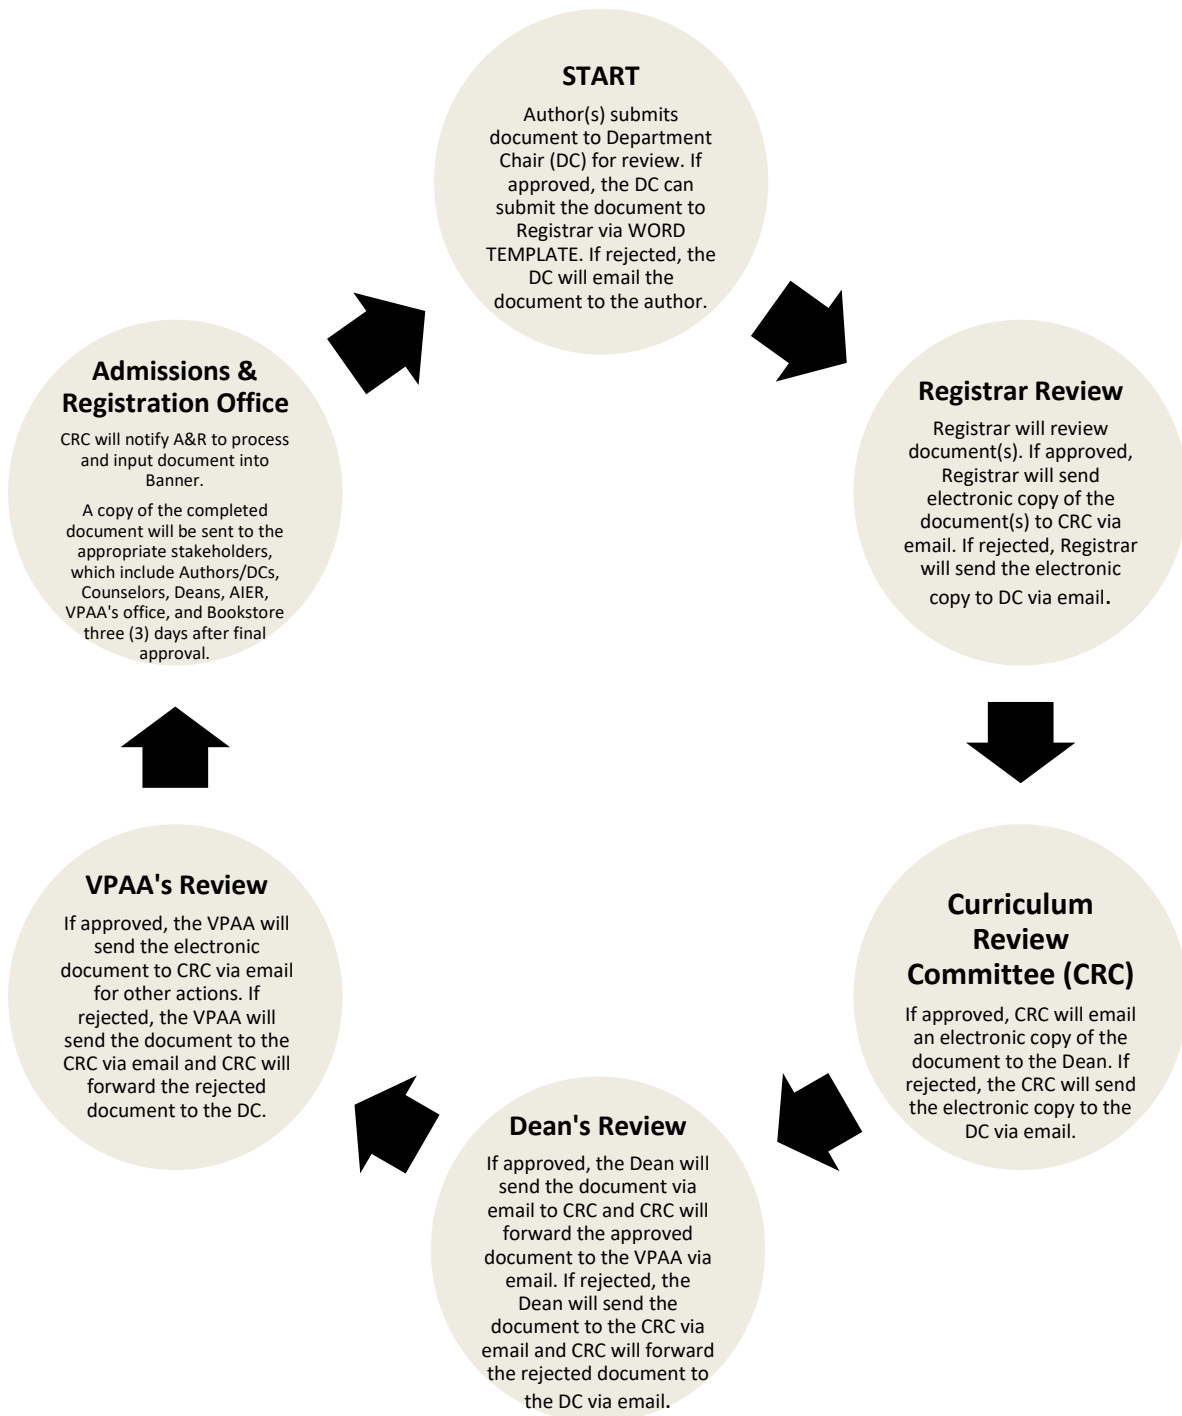 START
Author(s) submits
document to Department
Chair (DC) for review. If
approved, the DC can
submit the document to
Registrar via WORD
TEMPLATE. If rejected, the
DC will email the
document to the author.
Registrar Review
Registrar will review
document(s). If approved,
Registrar will send
electronic copy of the
document(s) to CRC via
email. If rejected, Registrar
will send the electronic
copy to DC via email.
Curriculum
Review
Committee (CRC)
If approved, CRC will email
an electronic copy of the
document to the Dean. If
rejected, the CRC will send
the electronic copy to the
DC via email.
Dean's Review
If approved, the Dean will
send the document via
email to CRC and CRC will
forward the approved
document to the VPAA via
email. If rejected, the
Dean will send the
document to the CRC via
email and CRC will forward
the rejected document to
the DC via email.
VPAA's Review
If approved, the VPAA will
send the electronic
document to CRC via email
for other actions. If
rejected, the VPAA will
send the document to the
CRC via email and CRC will
forward the rejected
document to the DC.
Admissions &
Registration Office
CRC will notify A&R to process
and input document into
Banner.
A copy of the completed
document will be sent to the
appropriate stakeholders,
which include Authors/DCs,
Counselors, Deans, AIER,
VPAA's office, and Bookstore
three (3) days after final
approval.